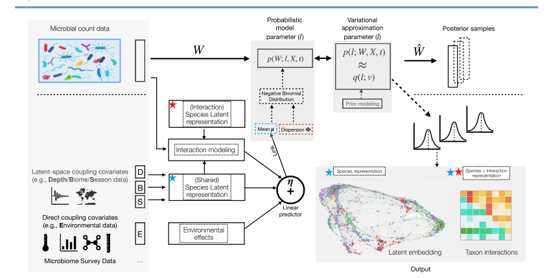 Microbial count data
W
Probabilistic
model
parameter (l)
p(W; l, X, t)
Variational
approximation
parameter (l)
p(l; W, X, t)
≈
q(l; v)
Ŵ
Posterior samples
Prior modeling
Negative Binomial
Distribution
Mean μ
Dispersion Φ
Link
(Interaction)
Species Latent
representation
Interaction modeling
(Shared)
Species Latent
representation
Environmental
effects
η
+
Linear
predictor
Latent-space coupling covariates
(e.g., Depth/Biome/Season data)
D
B
S
Direct coupling covariates
(e.g., Environmental data)
E
Microbiome Survey Data
...
Species representation
Species + Interaction
representation
Latent embedding
Taxon interactions
Output